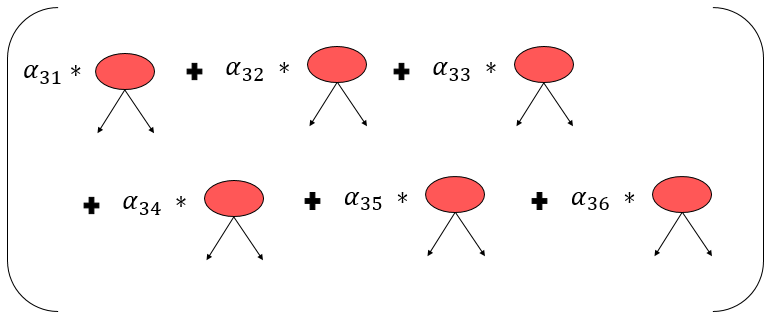 α31 * + α32 * + α33 *
+ α34 * + α35 * + α36 *